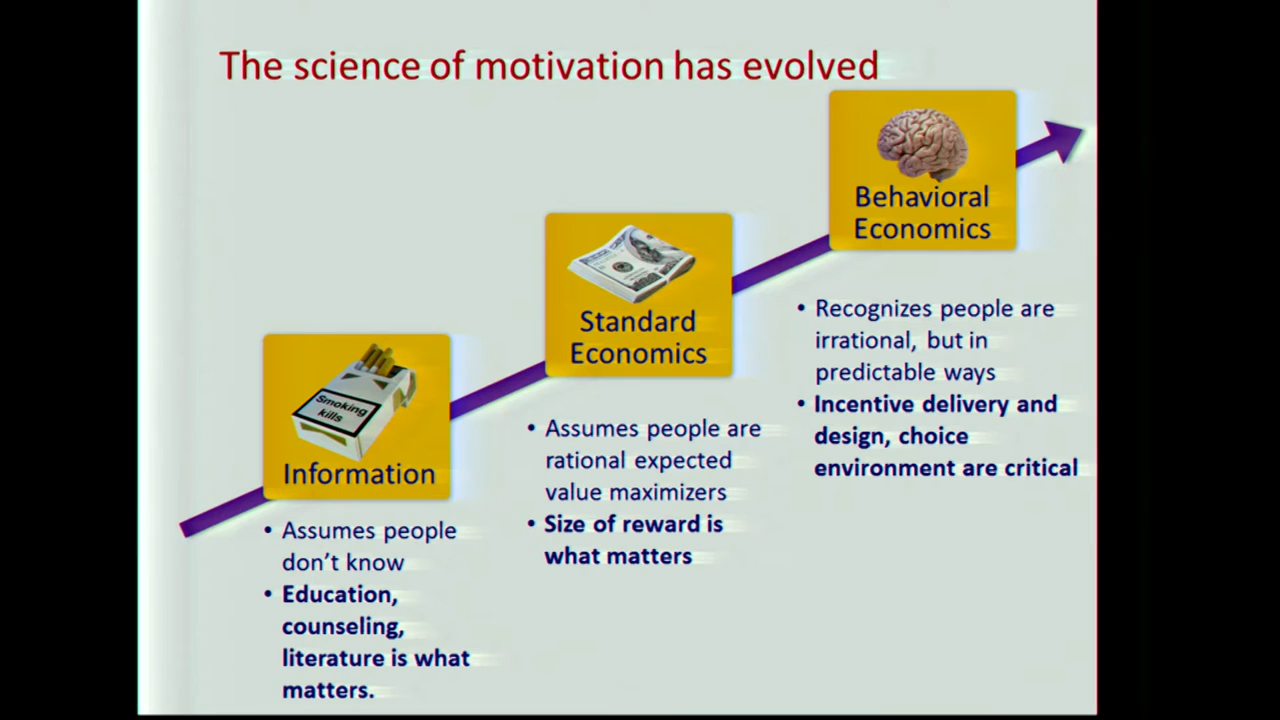 The science of motivation has evolved
Smoking
kills
Information
• Assumes people
don't know
• Education,
counseling,
literature is what
matters.
Standard
Economics
• Assumes people are
rational expected
value maximizers
• Size of reward is
what matters
Behavioral
Economics
• Recognizes people are
irrational, but in
predictable ways
• Incentive delivery and
design, choice
environment are critical